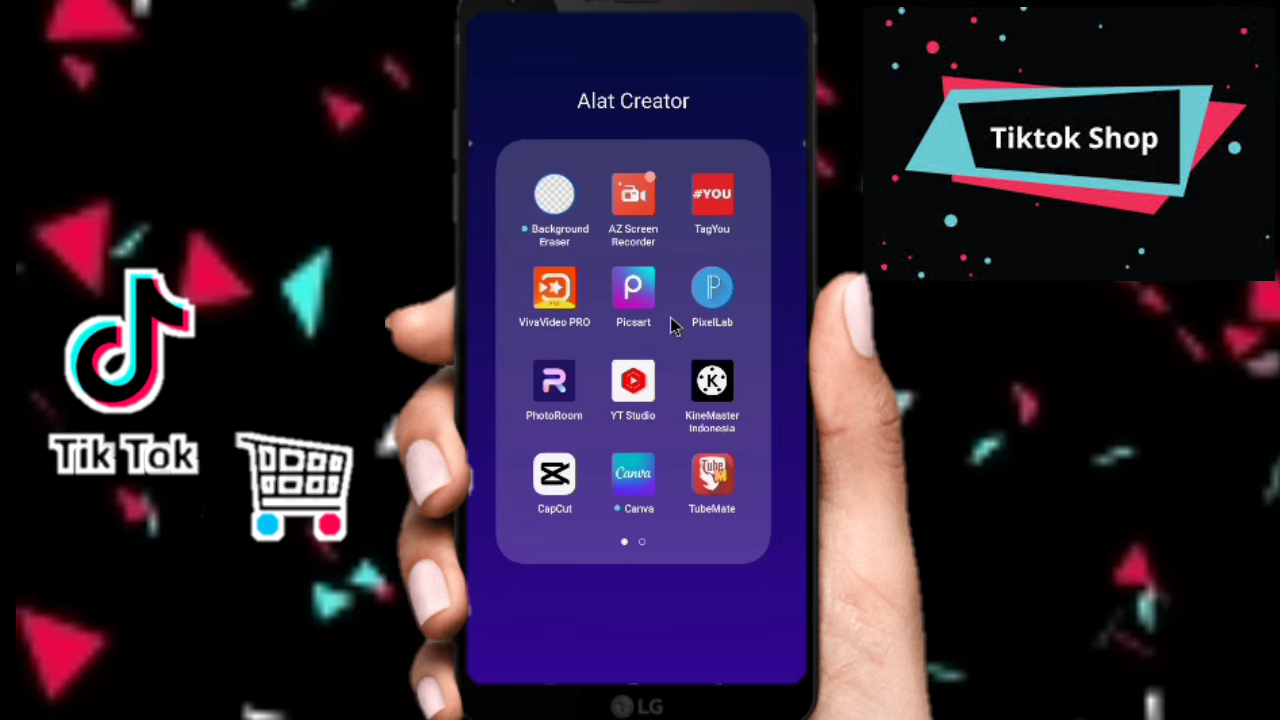 Alat Creator
Tiktok Shop
#YOU
Background
Eraser
AZ Screen
Recorder
TagYou
PRO
VivaVideo PRO
Picsart
PixelLab
PhotoRoom
YT Studio
KineMaster
Indonesia
Canva
Tube
M
CapCut
Canva
TubeMate
Tik Tok
LG